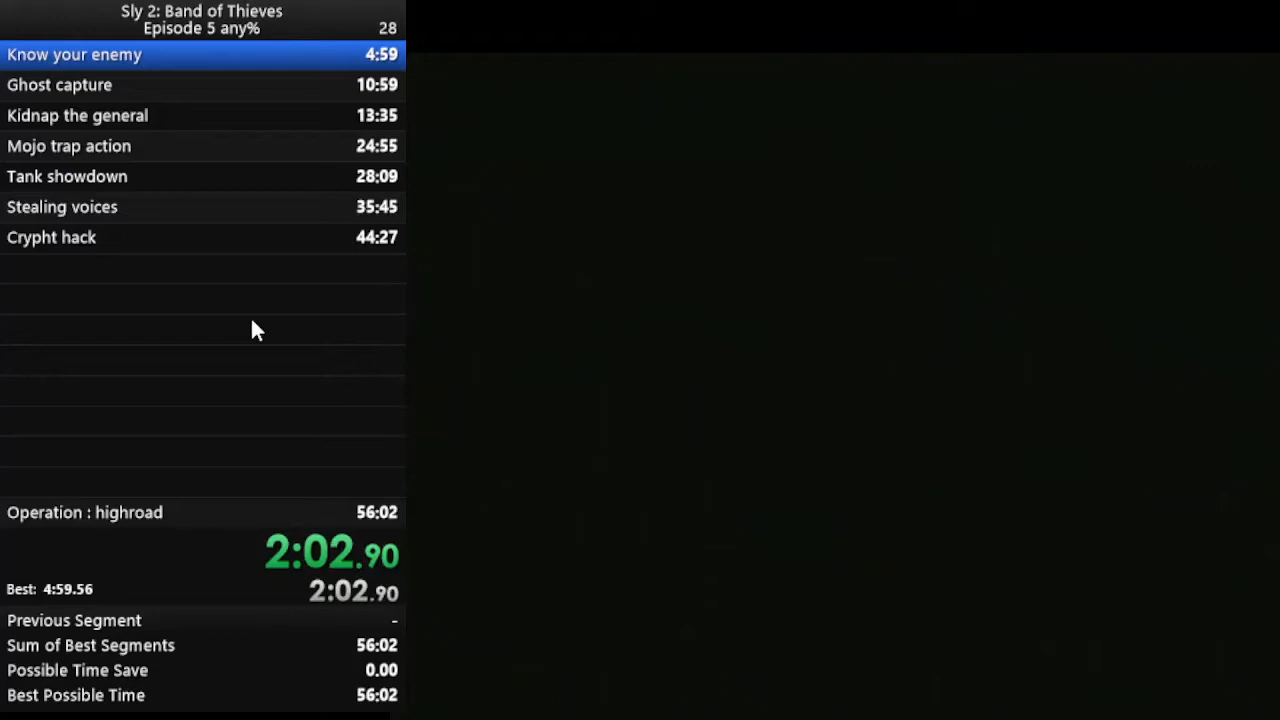 Sly 2: Band of Thieves
Episode 5 any% 28
Know your enemy 4:59
Ghost capture 10:59
Kidnap the general 13:35
Mojo trap action 24:55
Tank showdown 28:09
Stealing voices 35:45
Crypht hack 44:27
Operation : highroad 56:02
2:02.90
Best: 4:59.56 2:02.90
Previous Segment -
Sum of Best Segments 56:02
Possible Time Save 0.00
Best Possible Time 56:02